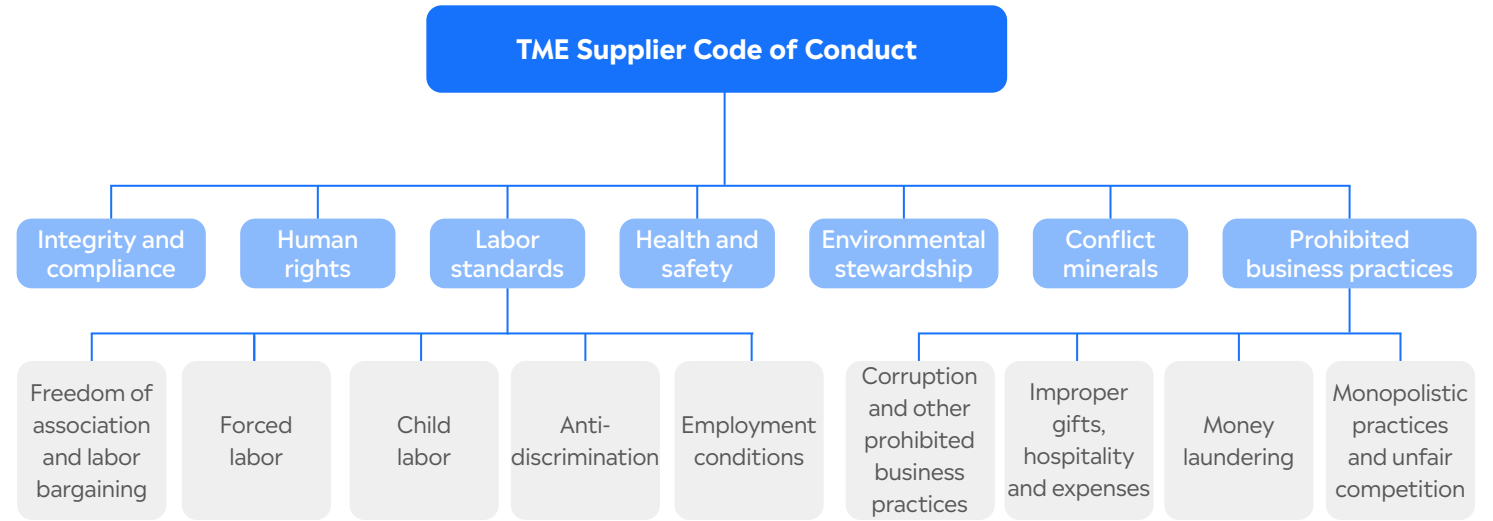 TME Supplier Code of Conduct
Integrity and
compliance
Human
rights
Labor
standards
Health and
safety
Environmental
stewardship
Conflict
minerals
Prohibited
business practices
Freedom of
association
and labor
bargaining
Forced
labor
Child
labor
Anti-
discrimination
Employment
conditions
Corruption
and other
prohibited
business
practices
Improper
gifts,
hospitality
and expenses
Money
laundering
Monopolistic
practices
and unfair
competition